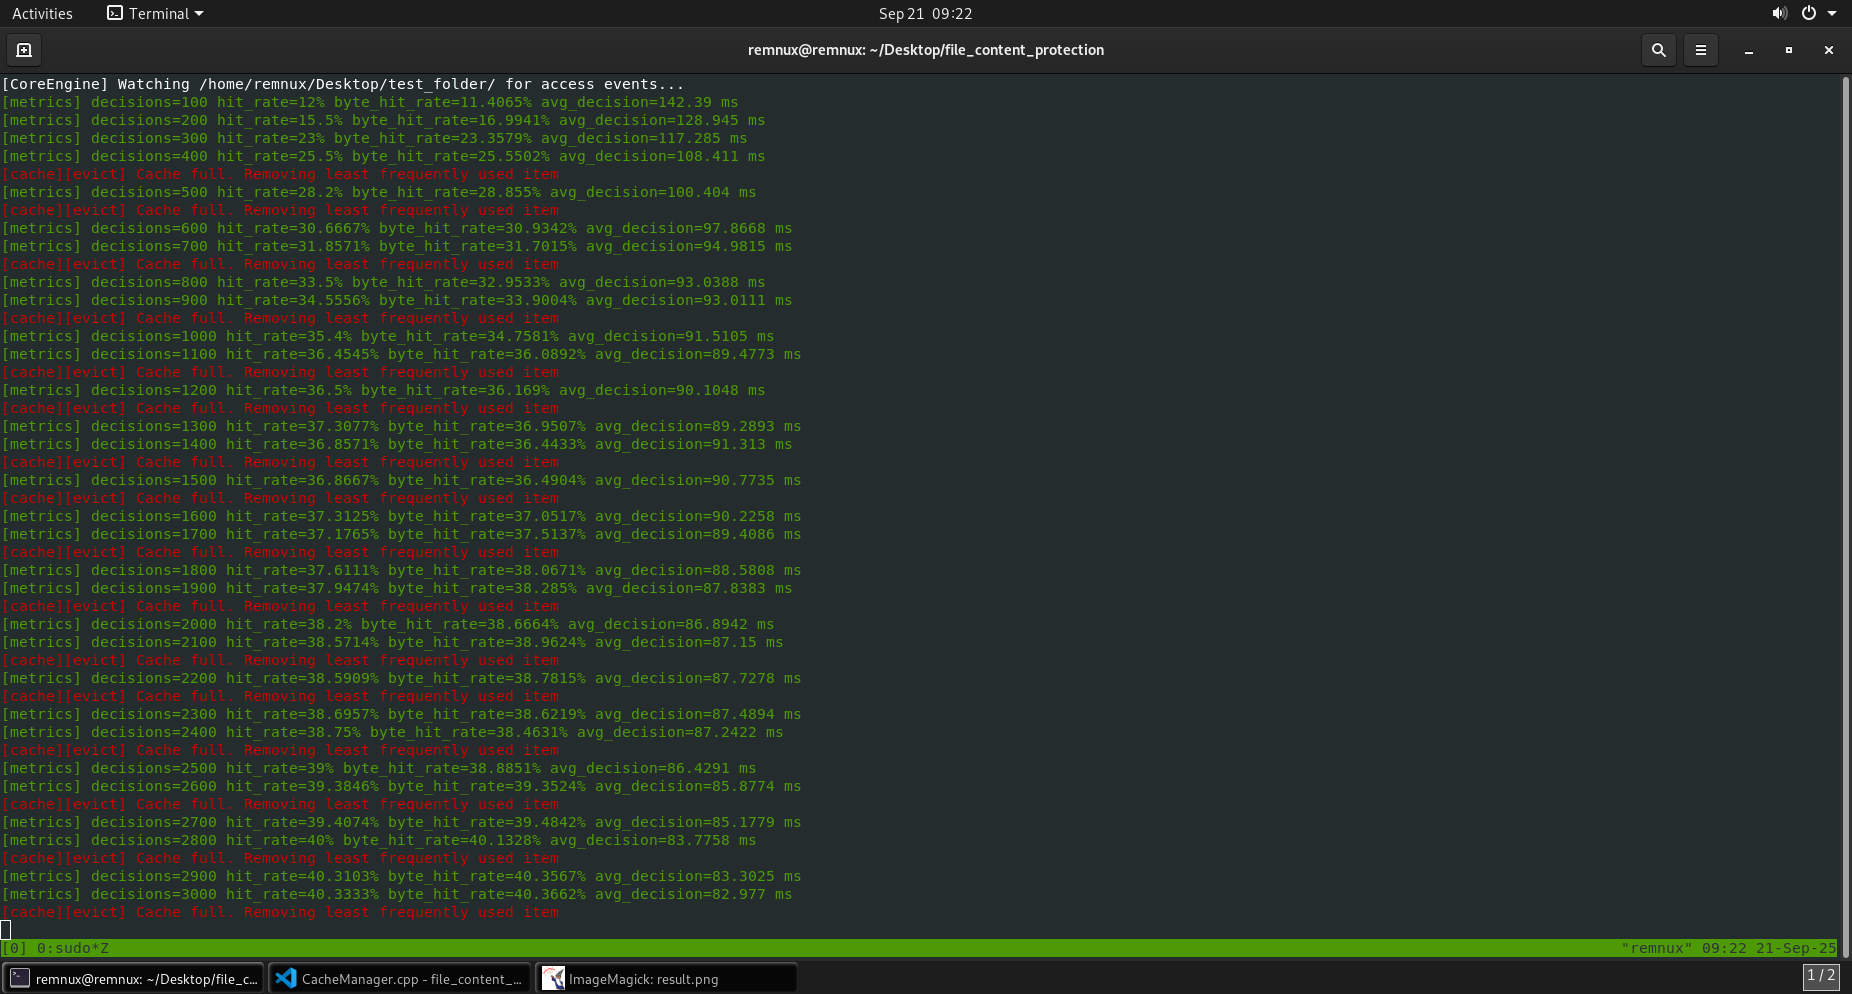 Activities
Terminal
Sep 21 09:22
remnux@remnux: ~/Desktop/file_content_protection
[CoreEngine] Watching /home/remnux/Desktop/test_folder/ for access events...
[metrics] decisions=100 hit_rate=12% byte_hit_rate=11.4065% avg_decision=142.39 ms
[metrics] decisions=200 hit_rate=15.5% byte_hit_rate=16.9941% avg_decision=128.945 ms
[metrics] decisions=300 hit_rate=23% byte_hit_rate=23.3579% avg_decision=117.285 ms
[metrics] decisions=400 hit_rate=25.5% byte_hit_rate=25.5502% avg_decision=108.411 ms
[cache][evict] Cache full. Removing least frequently used item
[metrics] decisions=500 hit_rate=28.2% byte_hit_rate=28.855% avg_decision=100.404 ms
[cache][evict] Cache full. Removing least frequently used item
[metrics] decisions=600 hit_rate=30.6667% byte_hit_rate=30.9342% avg_decision=97.8668 ms
[metrics] decisions=700 hit_rate=31.8571% byte_hit_rate=31.7015% avg_decision=94.9815 ms
[cache][evict] Cache full. Removing least frequently used item
[metrics] decisions=800 hit_rate=33.5% byte_hit_rate=32.9533% avg_decision=93.0388 ms
[metrics] decisions=900 hit_rate=34.5556% byte_hit_rate=33.9004% avg_decision=93.0111 ms
[cache][evict] Cache full. Removing least frequently used item
[metrics] decisions=1000 hit_rate=35.4% byte_hit_rate=34.7581% avg_decision=91.5105 ms
[metrics] decisions=1100 hit_rate=36.4545% byte_hit_rate=36.0892% avg_decision=89.4773 ms
[cache][evict] Cache full. Removing least frequently used item
[metrics] decisions=1200 hit_rate=36.5% byte_hit_rate=36.169% avg_decision=90.1048 ms
[cache][evict] Cache full. Removing least frequently used item
[metrics] decisions=1300 hit_rate=37.3077% byte_hit_rate=36.9507% avg_decision=89.2893 ms
[metrics] decisions=1400 hit_rate=36.8571% byte_hit_rate=36.4433% avg_decision=91.313 ms
[cache][evict] Cache full. Removing least frequently used item
[metrics] decisions=1500 hit_rate=36.8667% byte_hit_rate=36.4904% avg_decision=90.7735 ms
[cache][evict] Cache full. Removing least frequently used item
[metrics] decisions=1600 hit_rate=37.3125% byte_hit_rate=37.0517% avg_decision=90.2258 ms
[metrics] decisions=1700 hit_rate=37.1765% byte_hit_rate=37.5137% avg_decision=89.4086 ms
[cache][evict] Cache full. Removing least frequently used item
[metrics] decisions=1800 hit_rate=37.6111% byte_hit_rate=38.0671% avg_decision=88.5808 ms
[metrics] decisions=1900 hit_rate=37.9474% byte_hit_rate=38.285% avg_decision=87.8383 ms
[cache][evict] Cache full. Removing least frequently used item
[metrics] decisions=2000 hit_rate=38.2% byte_hit_rate=38.6664% avg_decision=86.8942 ms
[metrics] decisions=2100 hit_rate=38.5714% byte_hit_rate=38.9624% avg_decision=87.15 ms
[cache][evict] Cache full. Removing least frequently used item
[metrics] decisions=2200 hit_rate=38.5909% byte_hit_rate=38.7815% avg_decision=87.7278 ms
[cache][evict] Cache full. Removing least frequently used item
[metrics] decisions=2300 hit_rate=38.6957% byte_hit_rate=38.6219% avg_decision=87.4894 ms
[metrics] decisions=2400 hit_rate=38.75% byte_hit_rate=38.4631% avg_decision=87.2422 ms
[cache][evict] Cache full. Removing least frequently used item
[metrics] decisions=2500 hit_rate=39% byte_hit_rate=38.8851% avg_decision=86.4291 ms
[metrics] decisions=2600 hit_rate=39.3846% byte_hit_rate=39.3524% avg_decision=85.8774 ms
[cache][evict] Cache full. Removing least frequently used item
[metrics] decisions=2700 hit_rate=39.4074% byte_hit_rate=39.4842% avg_decision=85.1779 ms
[metrics] decisions=2800 hit_rate=40% byte_hit_rate=40.1328% avg_decision=83.7758 ms
[cache][evict] Cache full. Removing least frequently used item
[metrics] decisions=2900 hit_rate=40.3103% byte_hit_rate=40.3567% avg_decision=83.3025 ms
[metrics] decisions=3000 hit_rate=40.3333% byte_hit_rate=40.3662% avg_decision=82.977 ms
[cache][evict] Cache full. Removing least frequently used item
[0] 0:sudo*Z "remnux" 09:22 21-Sep-25
remnux@remnux: ~/Desktop/file_c...
CacheManager.cpp - file_content_...
ImageMagick: result.png
1 / 2